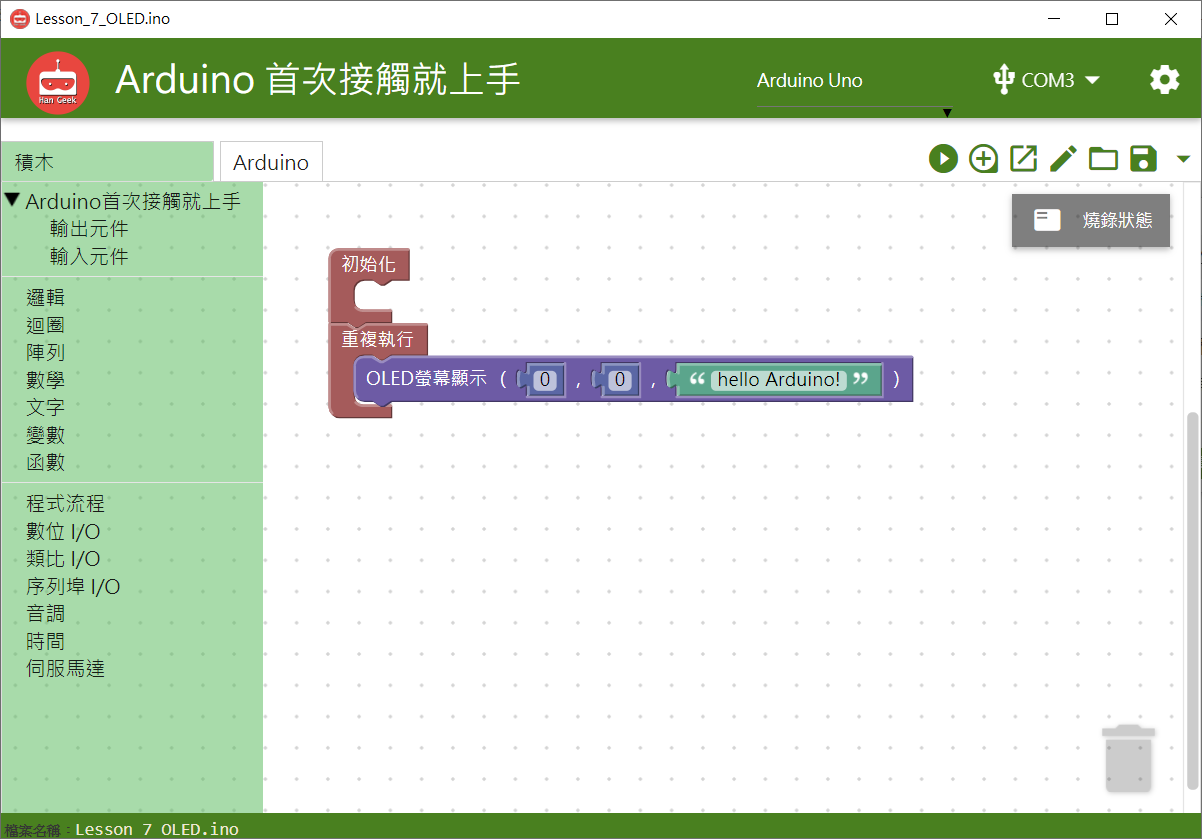 Lesson_7_OLED.ino
Han Geek
Arduino 首次接觸就上手
Arduino Uno
COM3
積木
Arduino
Arduino首次接觸就上手
輸出元件
輸入元件
邏輯
迴圈
陣列
數學
文字
變數
函數
程式流程
數位 I/O
類比 I/O
序列埠 I/O
音調
時間
伺服馬達
燒錄狀態
初始化
重複執行
OLED螢幕顯示 ( 0 , 0 , “ hello Arduino! ” )
檔案名稱：Lesson_7_OLED.ino